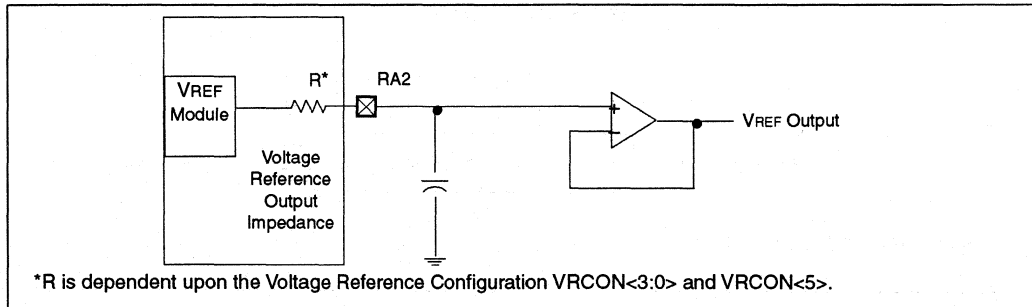 VREF
Module
R*
RA2
Voltage
Reference
Output
Impedance
+
−
VREF Output
*R is dependent upon the Voltage Reference Configuration VRCON<3:0> and VRCON<5>.